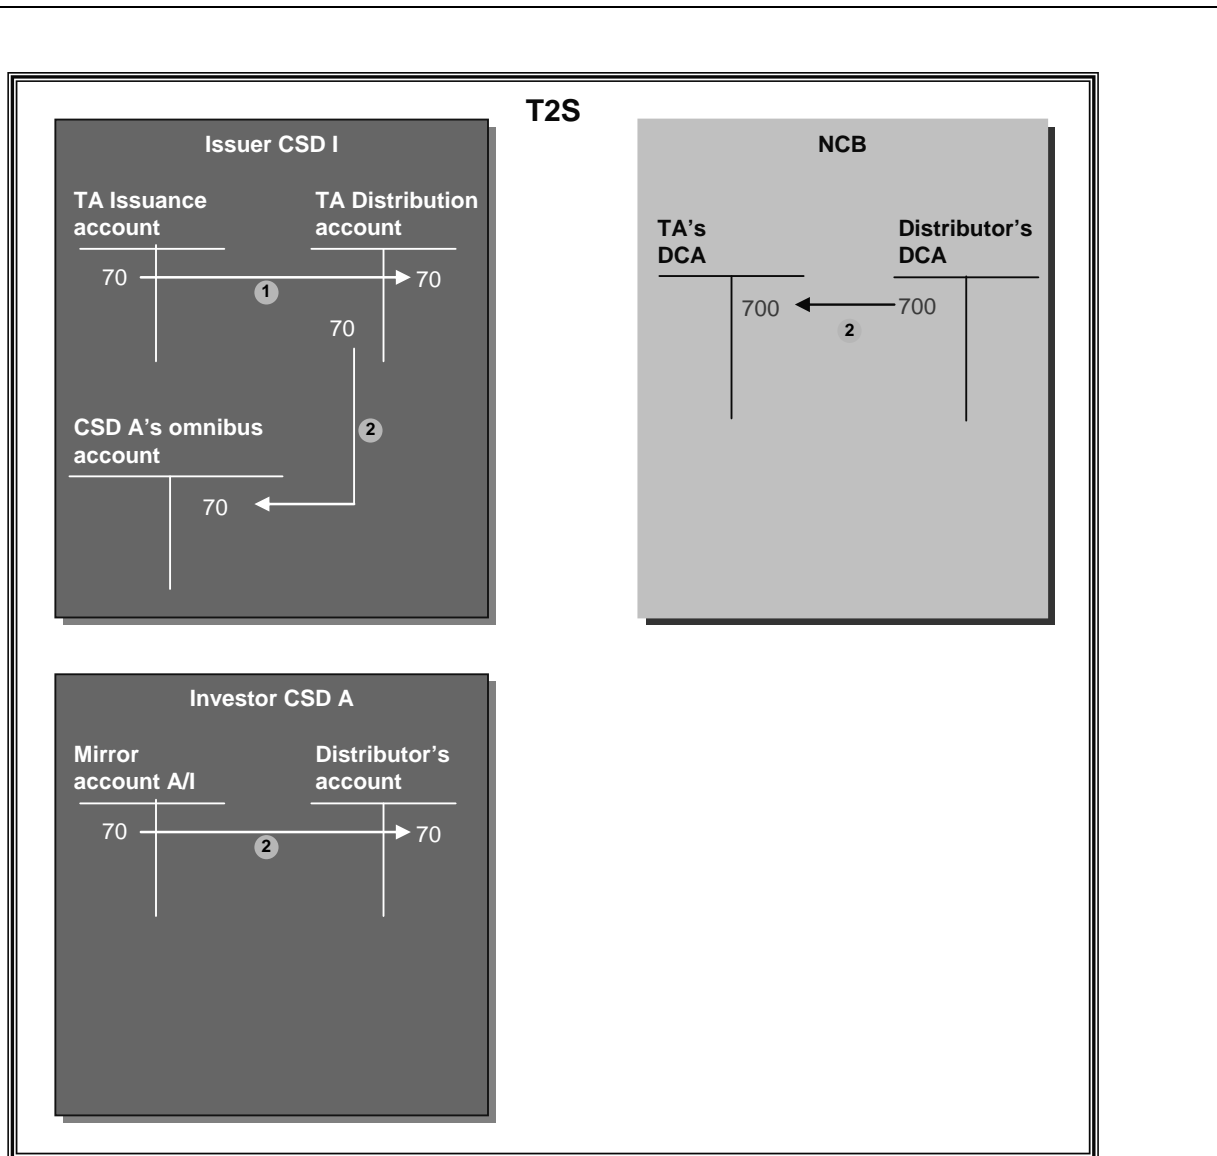 T2S
Issuer CSD I
TA Issuance
account
TA Distribution
account
70
70
1
70
2
CSD A's omnibus
account
70
NCB
TA's
DCA
Distributor's
DCA
700
700
2
Investor CSD A
Mirror
account A/I
Distributor's
account
70
70
2